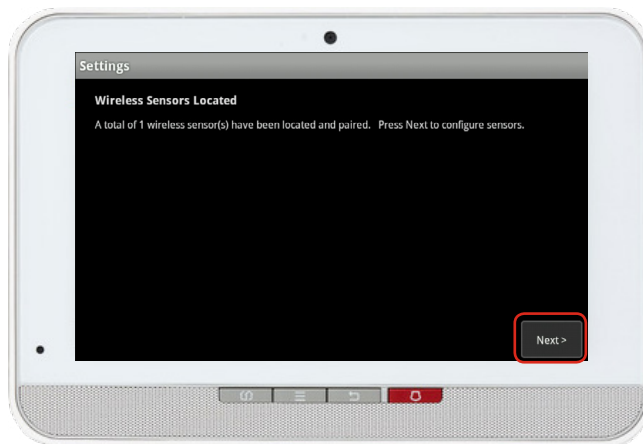 Settings
Wireless Sensors Located
A total of 1 wireless sensor(s) have been located and paired. Press Next to configure sensors.
Next >